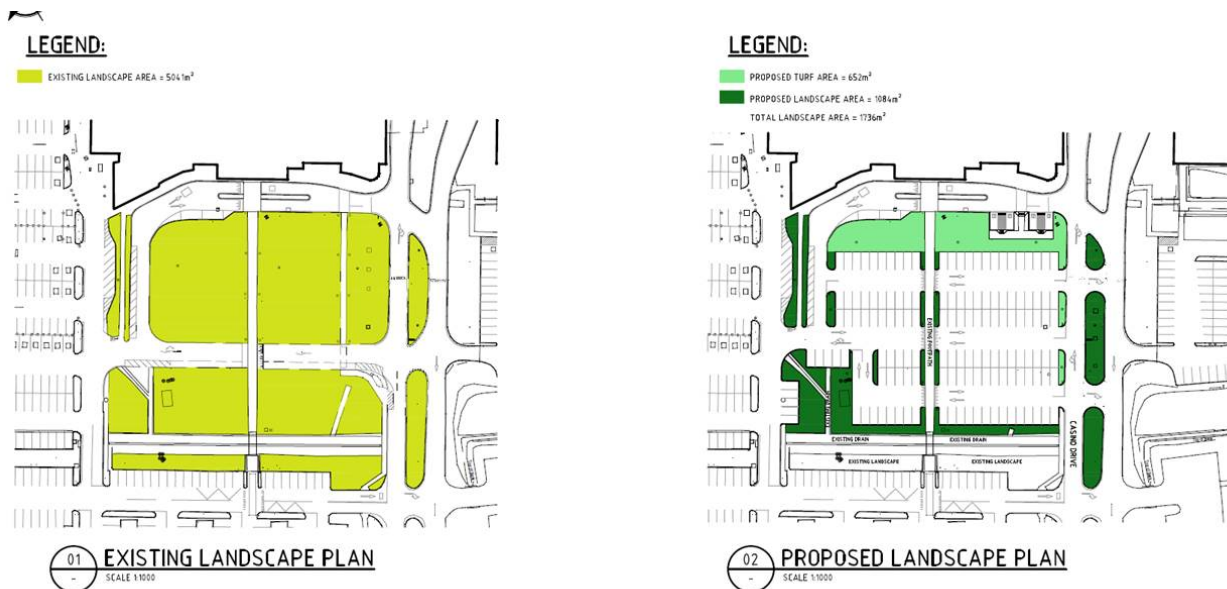 LEGEND:
EXISTING LANDSCAPE AREA = 5041m²
01 EXISTING LANDSCAPE PLAN
-
SCALE 1:1000
LEGEND:
PROPOSED TURF AREA = 652m²
PROPOSED LANDSCAPE AREA = 1084m²
TOTAL LANDSCAPE AREA = 1736m²
EXISTING FOOTPATH
EXISTING DRAIN
EXISTING DRAIN
CASINO DRIVE
EXISTING LANDSCAPE
EXISTING LANDSCAPE
02 PROPOSED LANDSCAPE PLAN
-
SCALE 1:1000